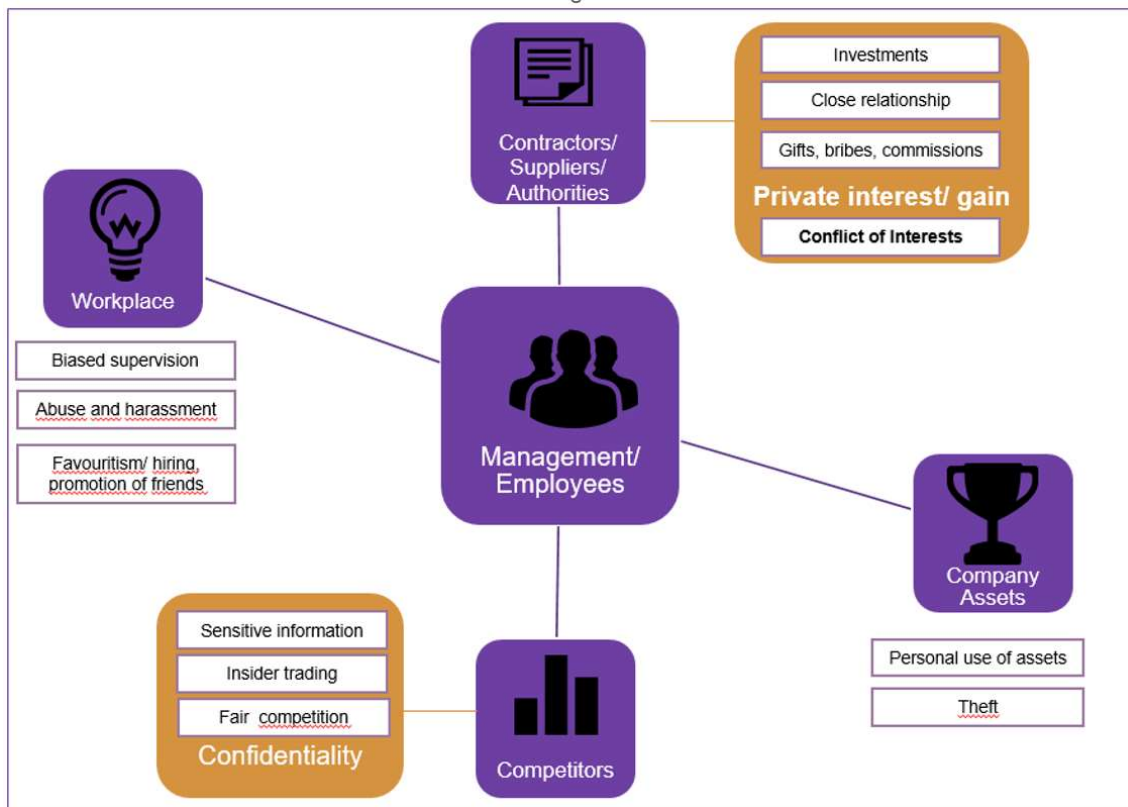 Contractors/
Suppliers/
Authorities
Investments
Close relationship
Gifts, bribes, commissions
Private interest/ gain
Conflict of Interests
Workplace
Biased supervision
Abuse and harassment
Favouritism/ hiring,
promotion of friends
Management/
Employees
Company
Assets
Personal use of assets
Theft
Sensitive information
Insider trading
Fair competition
Confidentiality
Competitors